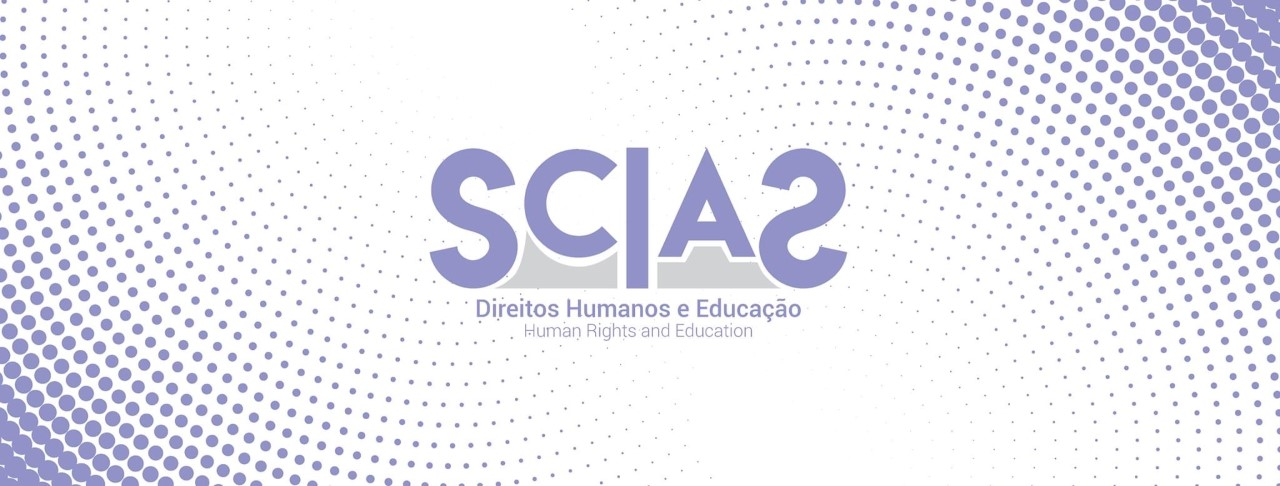 SCIAS
Direitos Humanos e Educação
Human Rights and Education